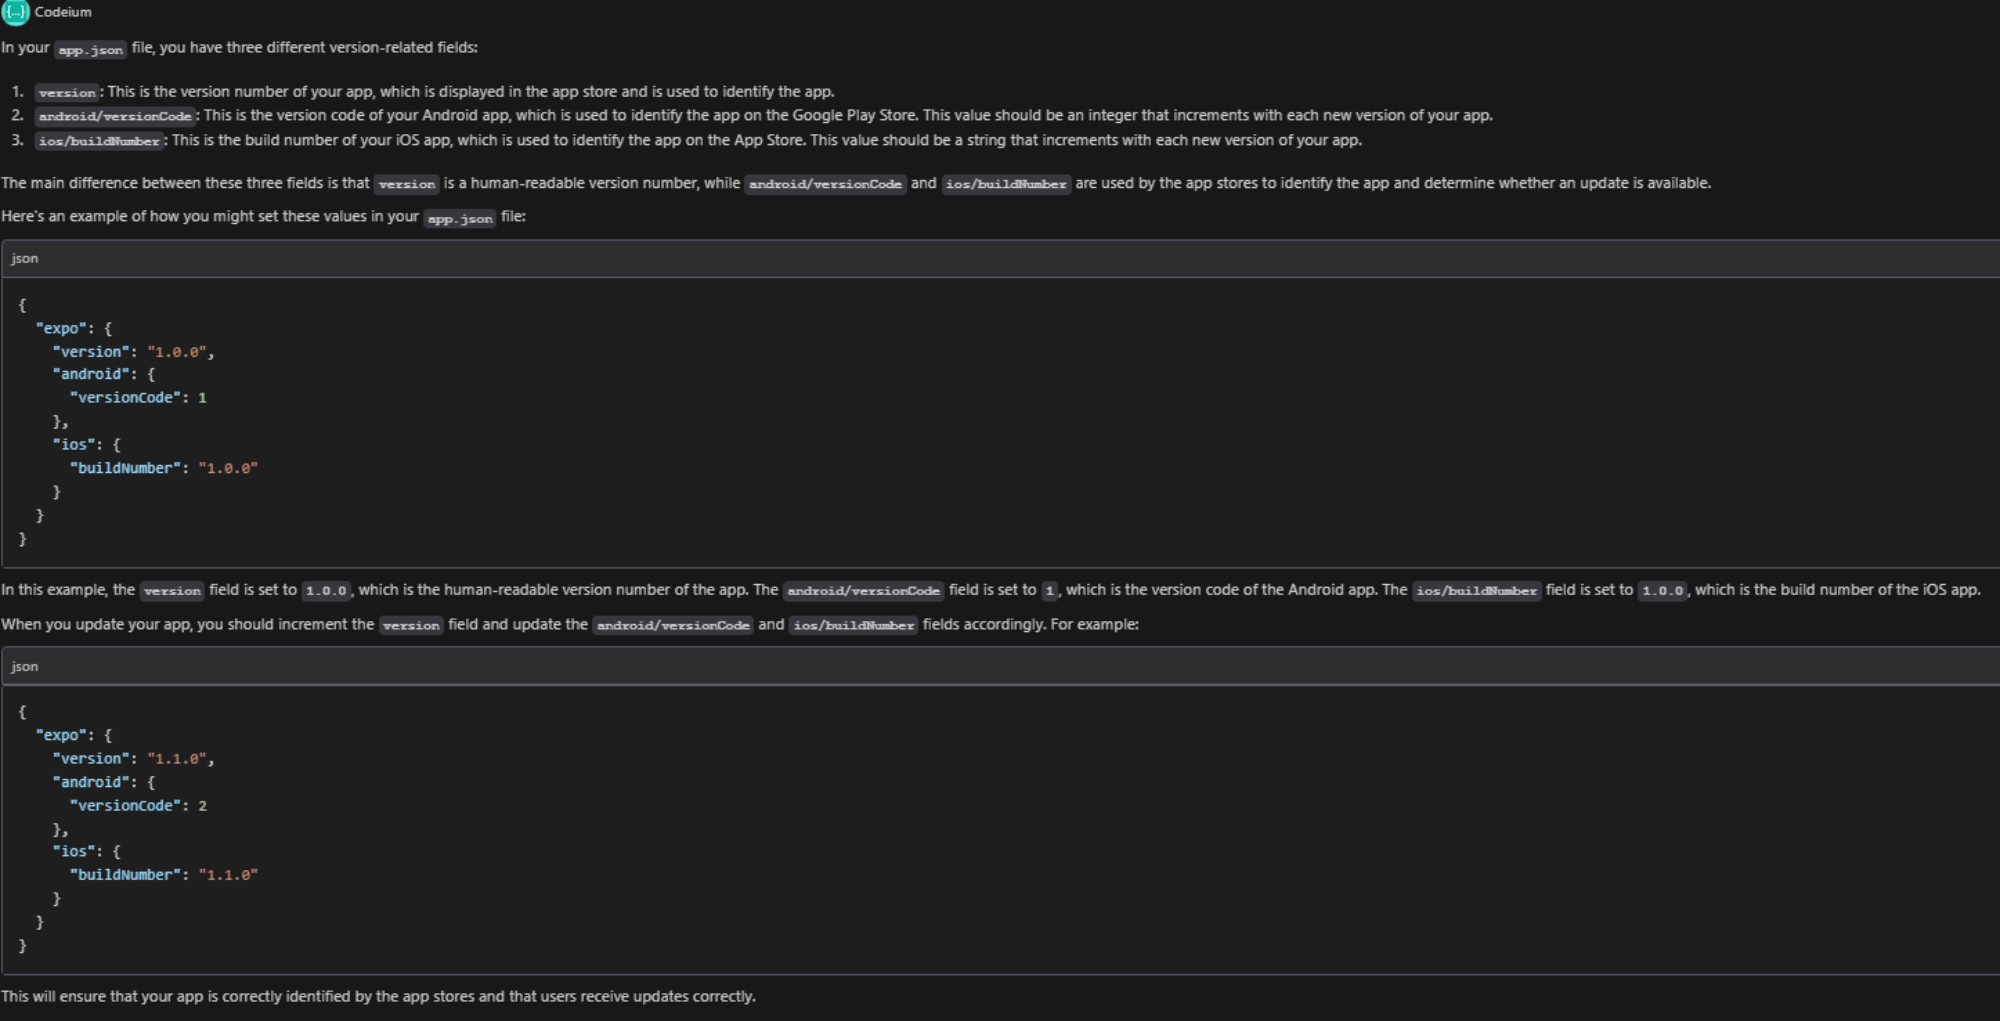 {...} Codeium
In your app.json file, you have three different version-related fields:
1. version: This is the version number of your app, which is displayed in the app store and is used to identify the app.
2. android/versionCode: This is the version code of your Android app, which is used to identify the app on the Google Play Store. This value should be an integer that increments with each new version of your app.
3. ios/buildNumber: This is the build number of your iOS app, which is used to identify the app on the App Store. This value should be a string that increments with each new version of your app.
The main difference between these three fields is that version is a human-readable version number, while android/versionCode and ios/buildNumber are used by the app stores to identify the app and determine whether an update is available.
Here's an example of how you might set these values in your app.json file:
json
{
  "expo": {
    "version": "1.0.0",
    "android": {
      "versionCode": 1
    },
    "ios": {
      "buildNumber": "1.0.0"
    }
  }
}
In this example, the version field is set to 1.0.0, which is the human-readable version number of the app. The android/versionCode field is set to 1, which is the version code of the Android app. The ios/buildNumber field is set to 1.0.0, which is the build number of the iOS app.
When you update your app, you should increment the version field and update the android/versionCode and ios/buildNumber fields accordingly. For example:
json
{
  "expo": {
    "version": "1.1.0",
    "android": {
      "versionCode": 2
    },
    "ios": {
      "buildNumber": "1.1.0"
    }
  }
}
This will ensure that your app is correctly identified by the app stores and that users receive updates correctly.